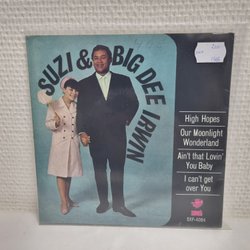 SUZI & BIG DEE IRWIN
High Hopes
Our Moonlight
Wonderland
Ain't that Lovin'
You Baby
I can't get
over You